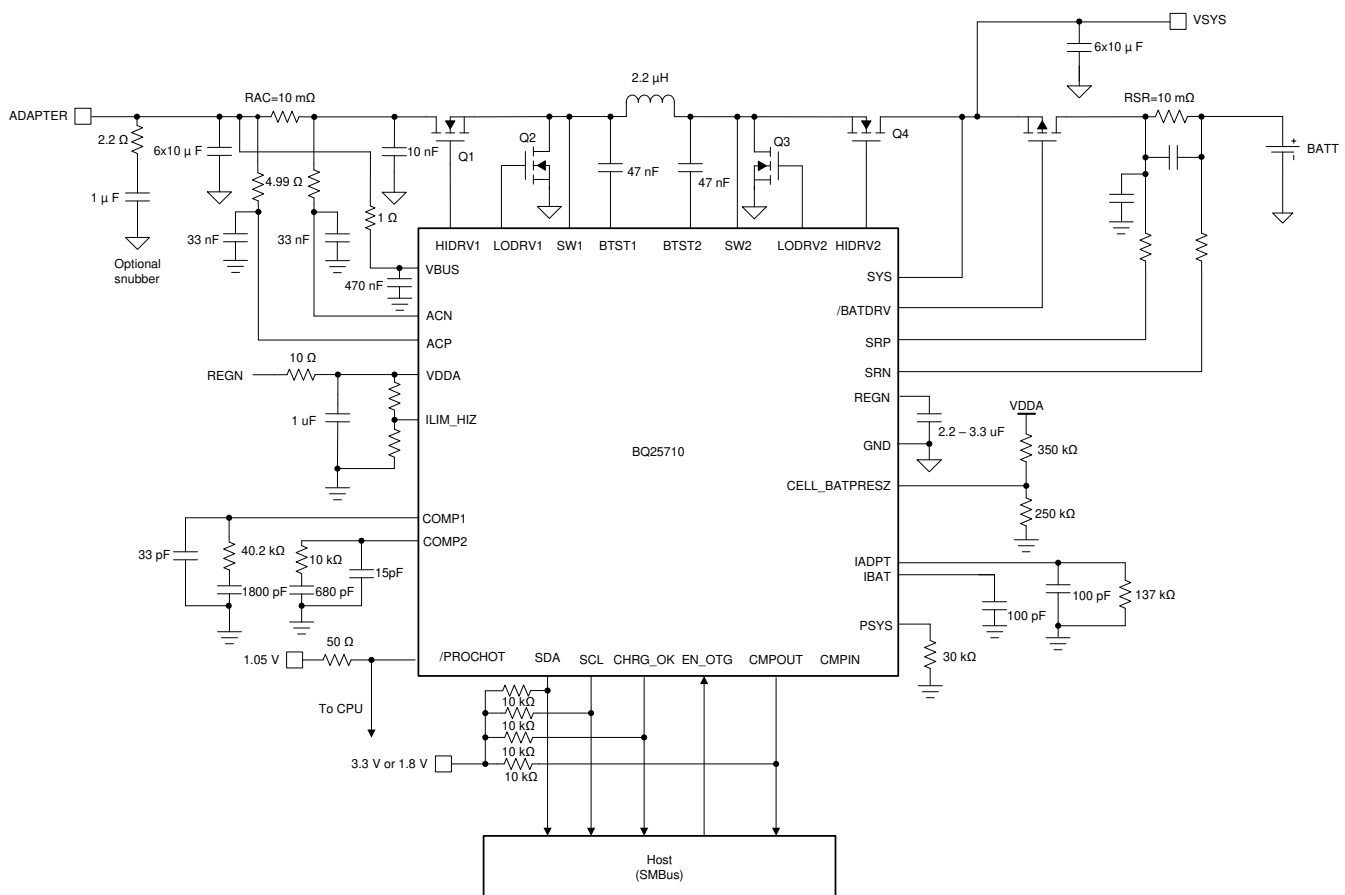 VSYS
6x10 µ F
2.2 µH
RAC=10 mΩ
RSR=10 mΩ
ADAPTER
2.2 Ω
6x10 µ F
10 nF
Q1
Q2
Q3
Q4
BATT
1 µ F
4.99 Ω
47 nF
47 nF
1 Ω
33 nF
33 nF
Optional
snubber
470 nF
HIDRV1
LODRV1
SW1
BTST1
BTST2
SW2
LODRV2
HIDRV2
VBUS
SYS
ACN
/BATDRV
ACP
SRP
REGN
10 Ω
VDDA
SRN
REGN
1 uF
ILIM_HIZ
2.2 – 3.3 uF
VDDA
GND
350 kΩ
BQ25710
CELL_BATPRESZ
250 kΩ
COMP1
COMP2
33 pF
40.2 kΩ
10 kΩ
15pF
1800 pF
680 pF
IADPT
IBAT
100 pF
137 kΩ
100 pF
PSYS
30 kΩ
50 Ω
1.05 V
/PROCHOT
SDA
SCL
CHRG_OK
EN_OTG
CMPOUT
CMPIN
To CPU
10 kΩ
10 kΩ
10 kΩ
3.3 V or 1.8 V
10 kΩ
Host
(SMBus)